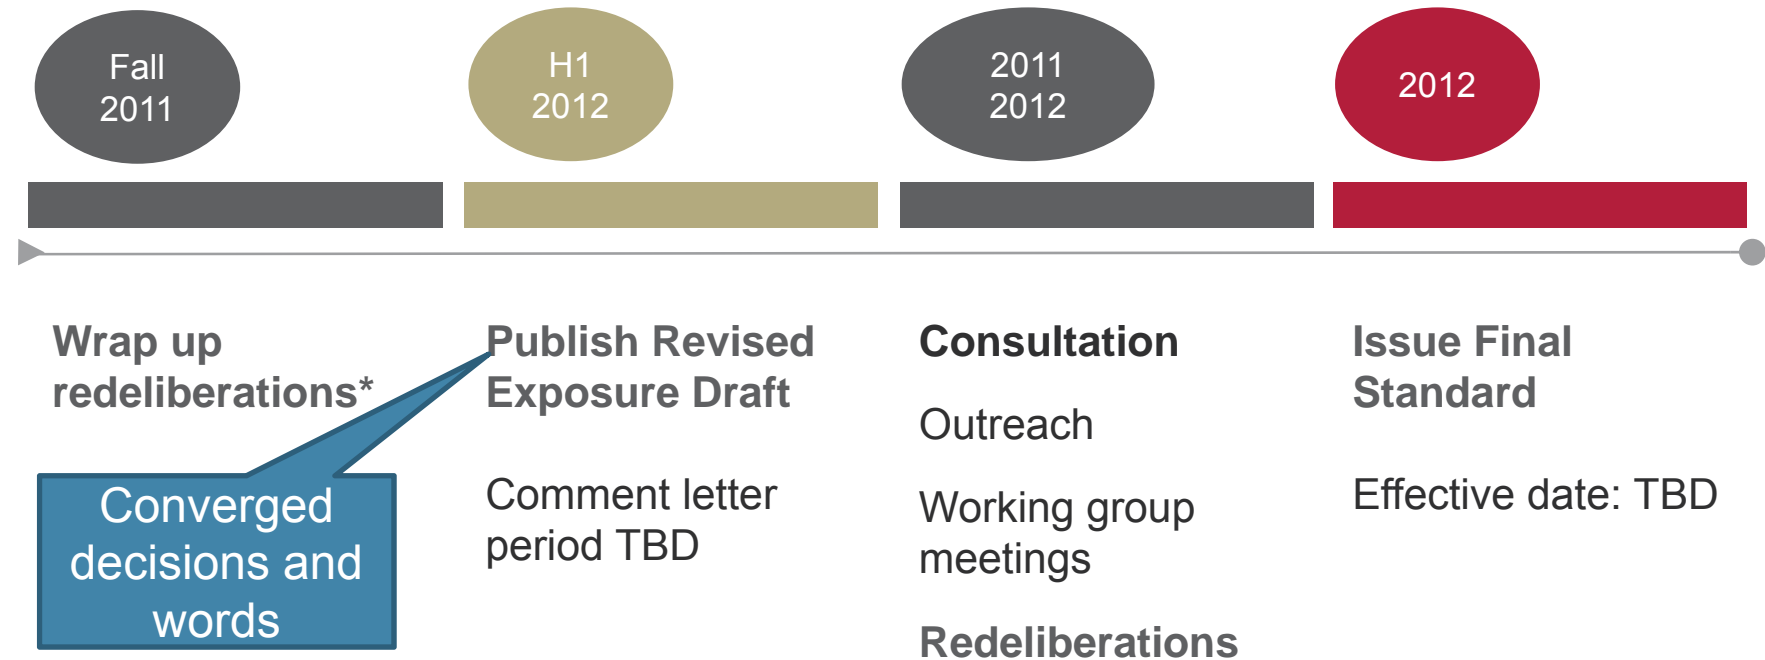 Fall
2011
H1
2012
2011
2012
2012
Wrap up
redeliberations*
Converged
decisions and
words
Publish Revised
Exposure Draft
Comment letter
period TBD
Consultation
Outreach
Working group
meetings
Redeliberations
Issue Final
Standard
Effective date: TBD